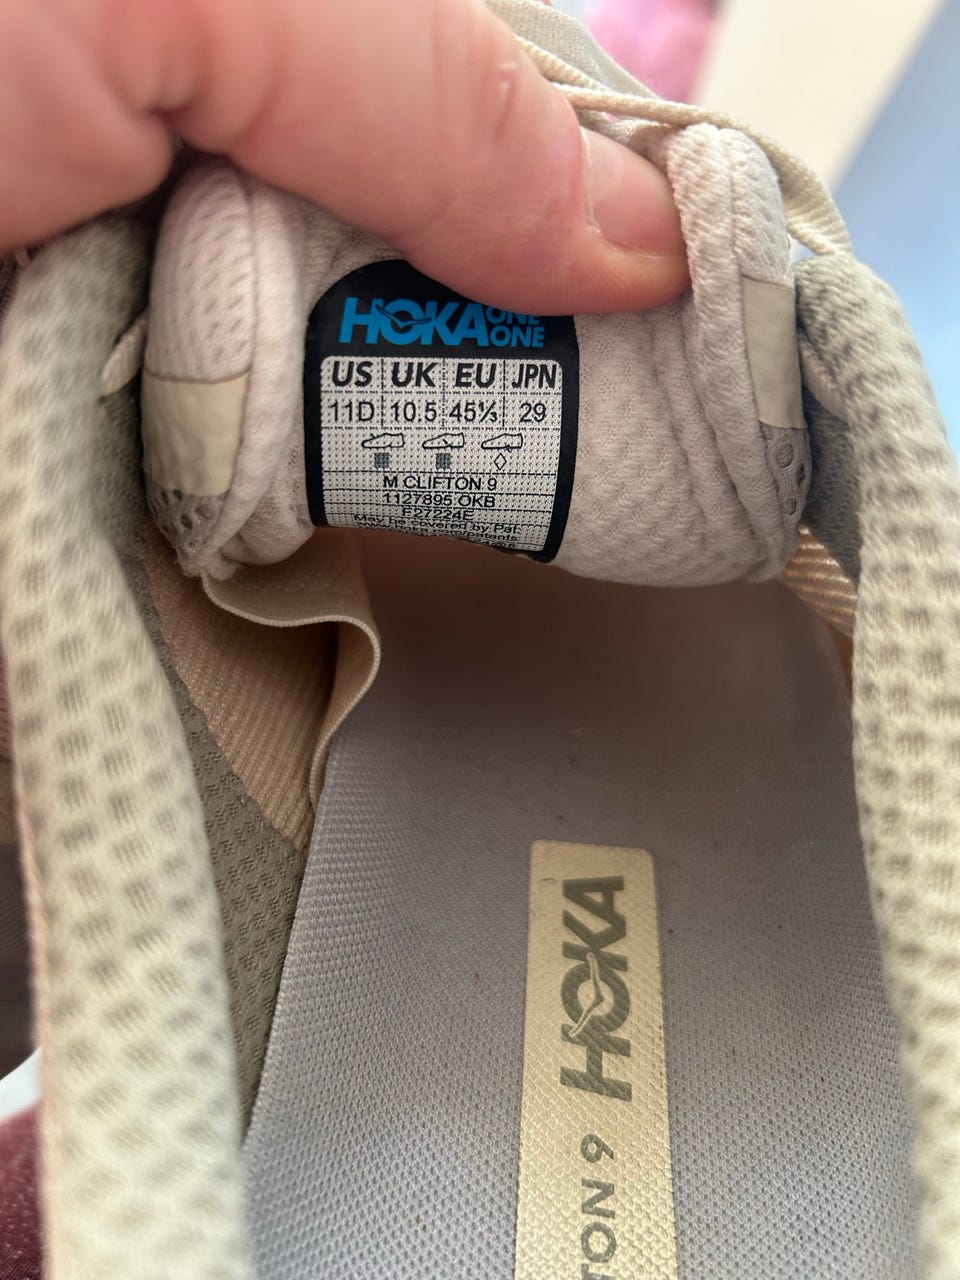 HOKA ONE ONE
US UK EU JPN
11D 10.5 45⅓ 29
M CLIFTON 9
1127895 OKB
F27224E
May be covered by Pat.
HOKA
TON 9